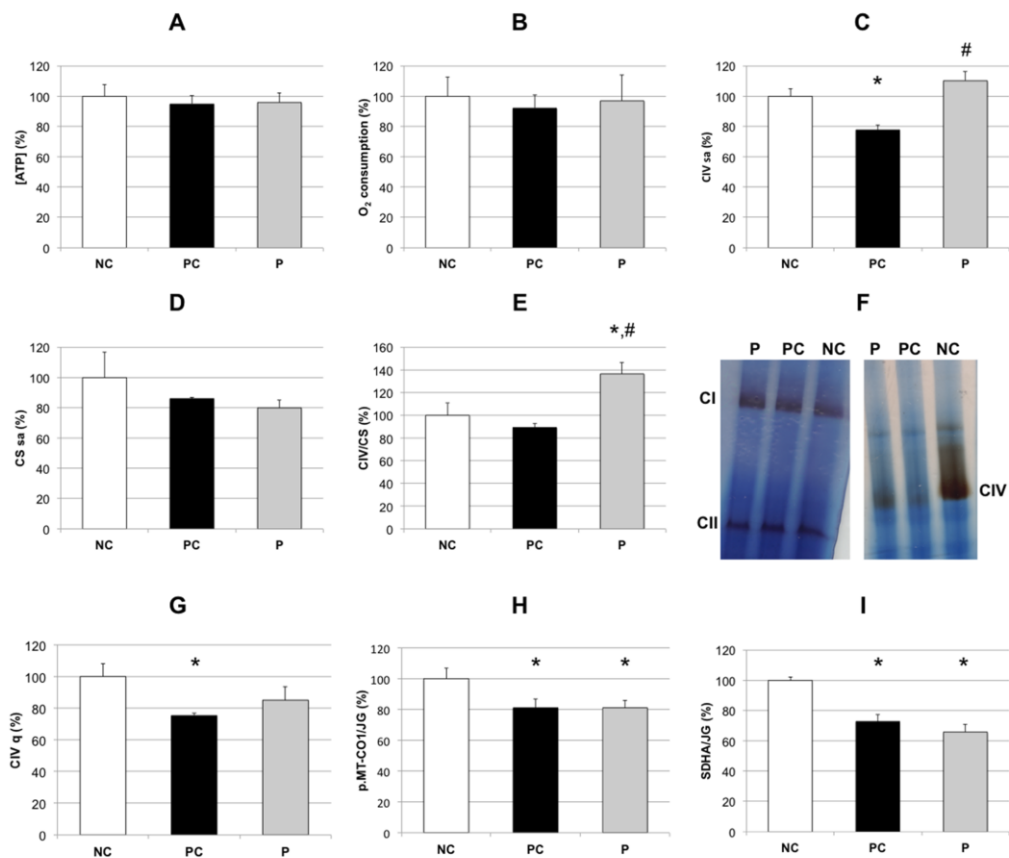 A
120
100
80
60
40
20
0
[ATP] (%)
NC PC P
B
120
100
80
60
40
20
0
O2 consumption (%)
NC PC P
C
#
*
120
100
80
60
40
20
0
CIV sa (%)
NC PC P
D
120
100
80
60
40
20
0
CS sa (%)
NC PC P
E
*,#
160
140
120
100
80
60
40
20
0
CIV/CS (%)
NC PC P
F
P PC NC P PC NC
CI
CIV
CII
G
*
120
100
80
60
40
20
0
CIV q (%)
NC PC P
H
* *
120
100
80
60
40
20
0
p.MT-CO1/JG (%)
NC PC P
I
* *
120
100
80
60
40
20
0
SDHA/JG (%)
NC PC P